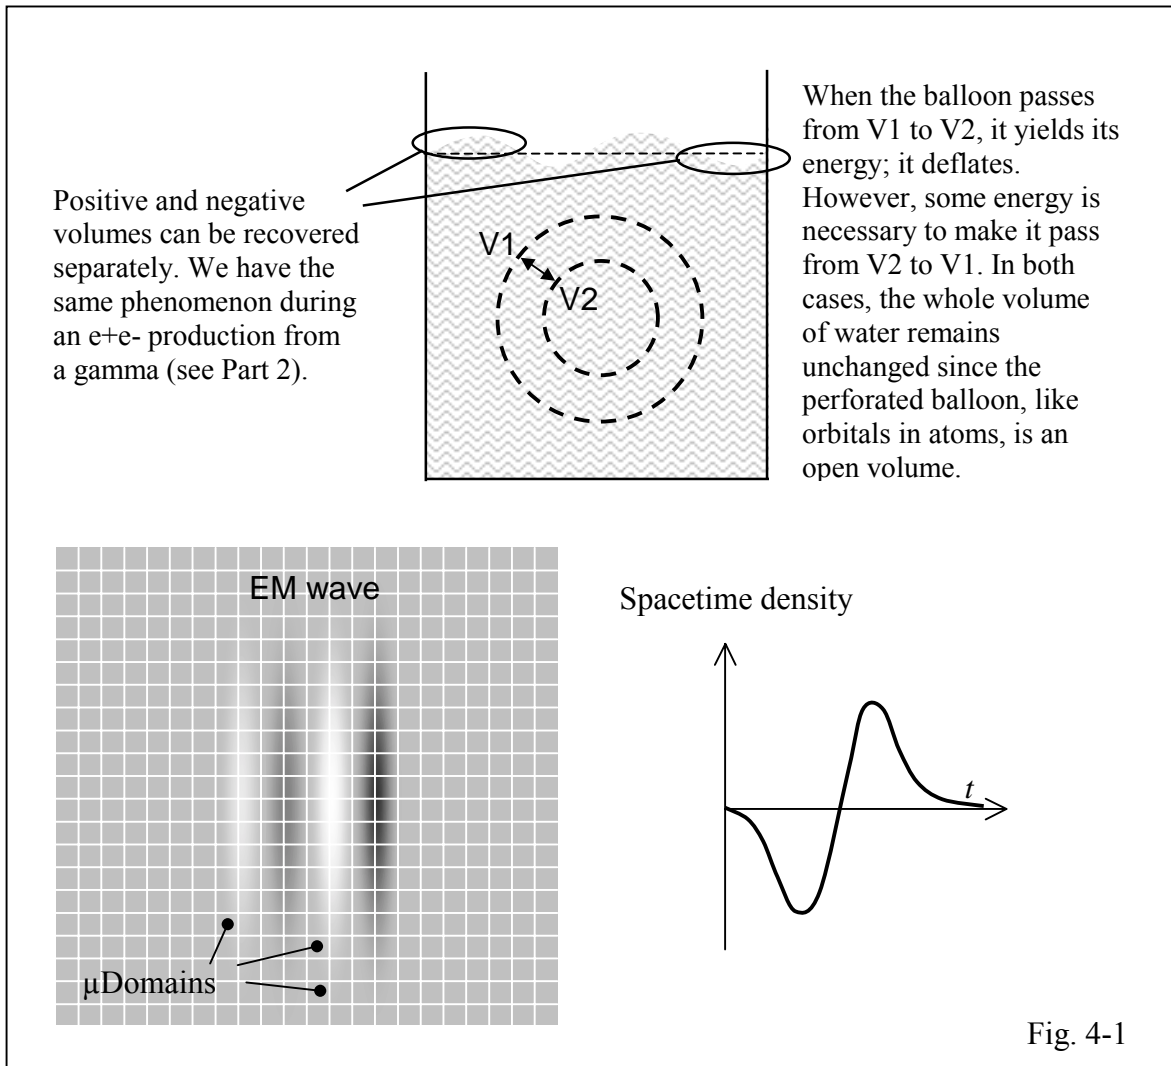 Positive and negative
volumes can be recovered
separately. We have the
same phenomenon during
an e+e- production from
a gamma (see Part 2).
V1
V2
When the balloon passes
from V1 to V2, it yields its
energy; it deflates.
However, some energy is
necessary to make it pass
from V2 to V1. In both
cases, the whole volume
of water remains
unchanged since the
perforated balloon, like
orbitals in atoms, is an
open volume.
EM wave
µDomains
Spacetime density
t
Fig. 4-1